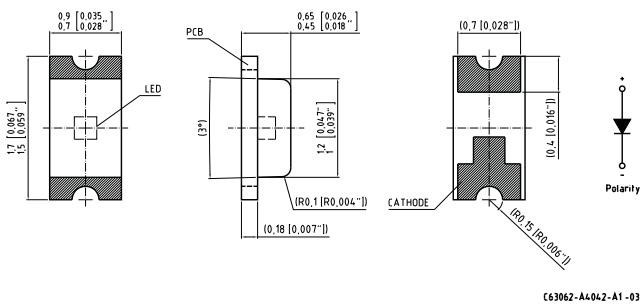 0,9 [0,035
0,7 [0,028"]
0,65 [0,026
0,45 [0,018"]
(0,7 [0,028"])
PCB
LED
1,7 [0,067
1,5 [0,059"]
(3°)
1,2 [0,047"
1 [0,039"]
(0,4 [0,016"])
+
-
Polarity
(R0,1 [R0,004"])
CATHODE
(0,18 [0,007"])
(R0,15 [R0,006"])
C63062-A4042-A1-03